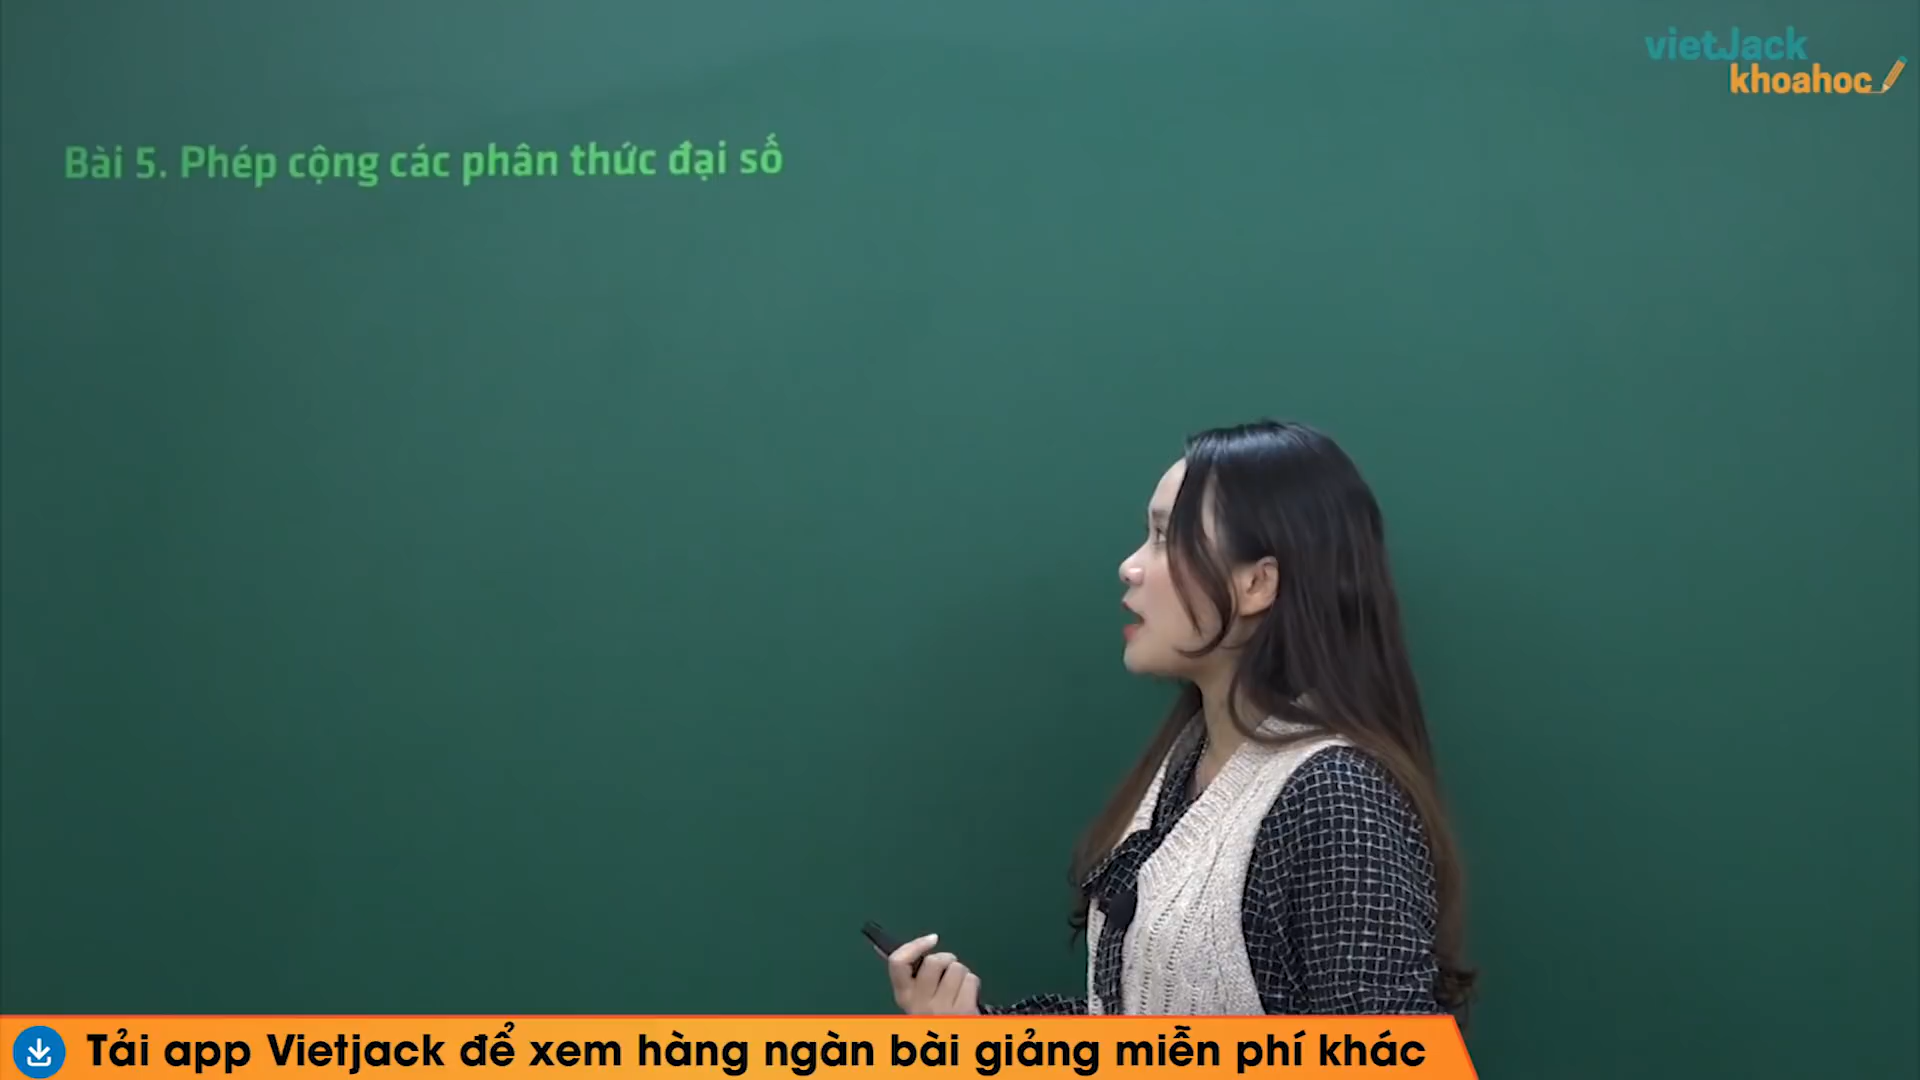 vietJack
khoahoc
Bài 5. Phép cộng các phân thức đại số
Tải app Vietjack để xem hàng ngàn bài giảng miễn phí khác